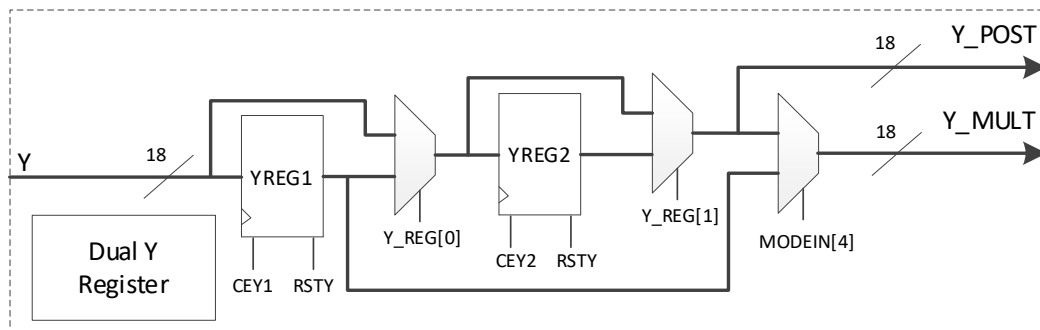 Y_POST
18
Y_MULT
18
Y
18
YREG1
YREG2
Y_REG[0]
Y_REG[1]
MODEIN[4]
CEY1
RSTY
CEY2
RSTY
Dual Y
Register